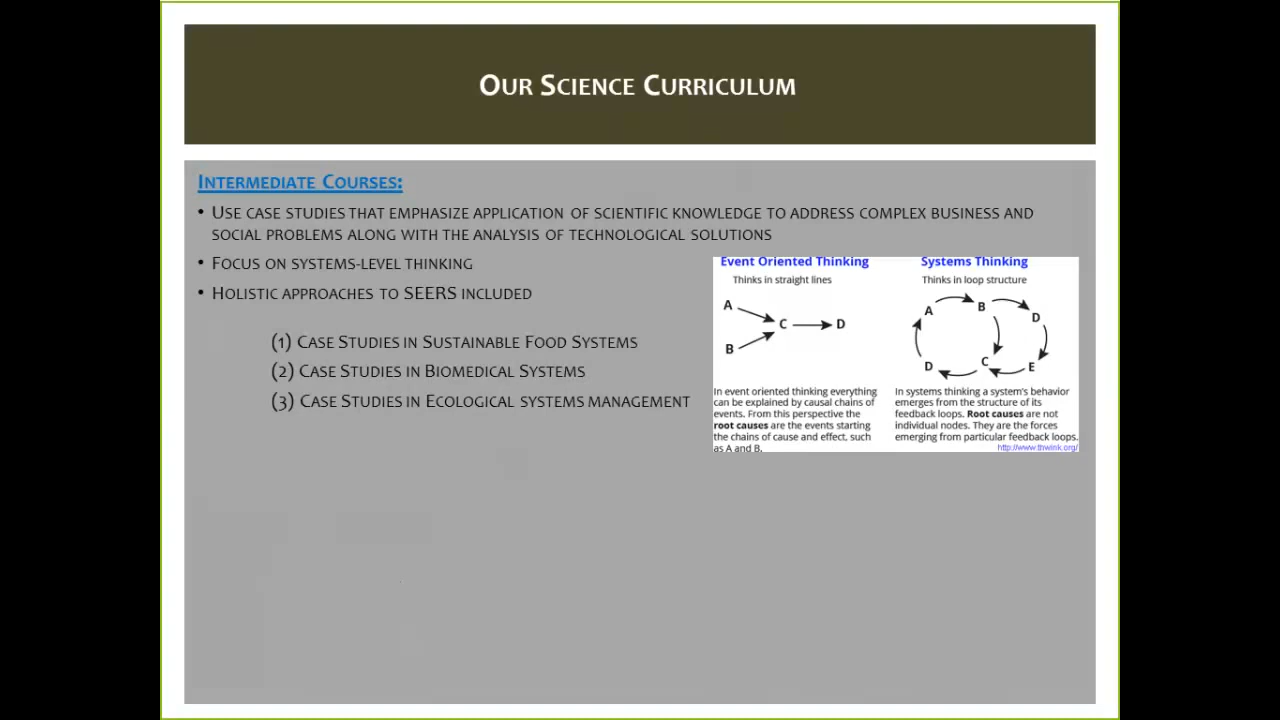 Our Science Curriculum
Intermediate Courses:
• Use case studies that emphasize application of scientific knowledge to address complex business and
social problems along with the analysis of technological solutions
• Focus on systems-level thinking
• Holistic approaches to SEERS included
(1) Case Studies in Sustainable Food Systems
(2) Case Studies in Biomedical Systems
(3) Case Studies in Ecological systems management
Event Oriented Thinking
Thinks in straight lines
A
B
C
D
In event oriented thinking everything
can be explained by causal chains of
events. From this perspective the
root causes are the events starting
the chains of cause and effect, such
as A and B.
Systems Thinking
Thinks in loop structure
A
B
D
D
C
E
In systems thinking a system's behavior
emerges from the structure of its
feedback loops. Root causes are not
individual nodes. They are the forces
emerging from particular feedback loops.
http://www.thwink.org/